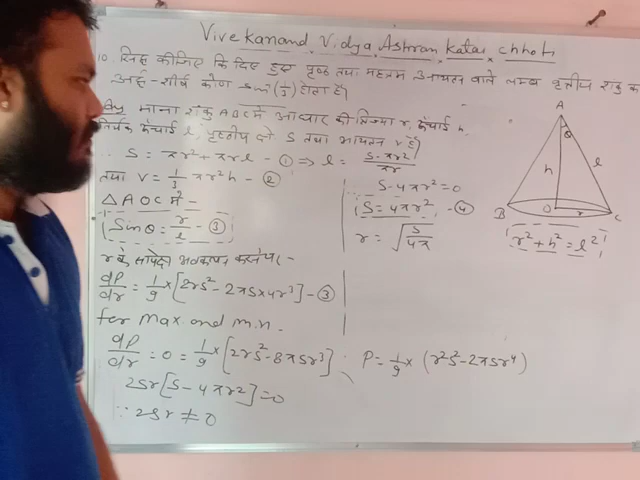 Vivekanand Vidya Ashram Katai chhoti
10. सिद्ध कीजिए कि दिए हुए पृष्ठ तथा महत्तम आयतन वाले लम्ब वृत्तीय शंकु का
अर्द्ध-शीर्ष कोण sin⁻¹(1/3) होता है।
माना शंकु AOC में आधार की त्रिज्या r, ऊंचाई h,
तिर्यक ऊंचाई l, पृष्ठीय क्षे S तथा आयतन V है।
S = πr² + πrl - ① ⇒ l = (S-πr²)/πr
तथा V = 1/3 πr²h - ②
△AOC में -
Sinθ = r/l - ③
r के सापेक्ष अवकलन करने पर -
dP/dr = 1/9 × [2rS² - 2πS×4r³] - ③
for max. and min.
dP/dr = 0 = 1/9 × [2rS² - 8πSr³]
2Sr[S - 4πr²] = 0
∵ 2Sr ≠ 0
S - 4πr² = 0
S = 4πr² - ④
r = √(S/4π)
P = 1/9 × (r²S² - 2πSr⁴)
A
θ
l
h
B
O
r
C
r² + h² = l²